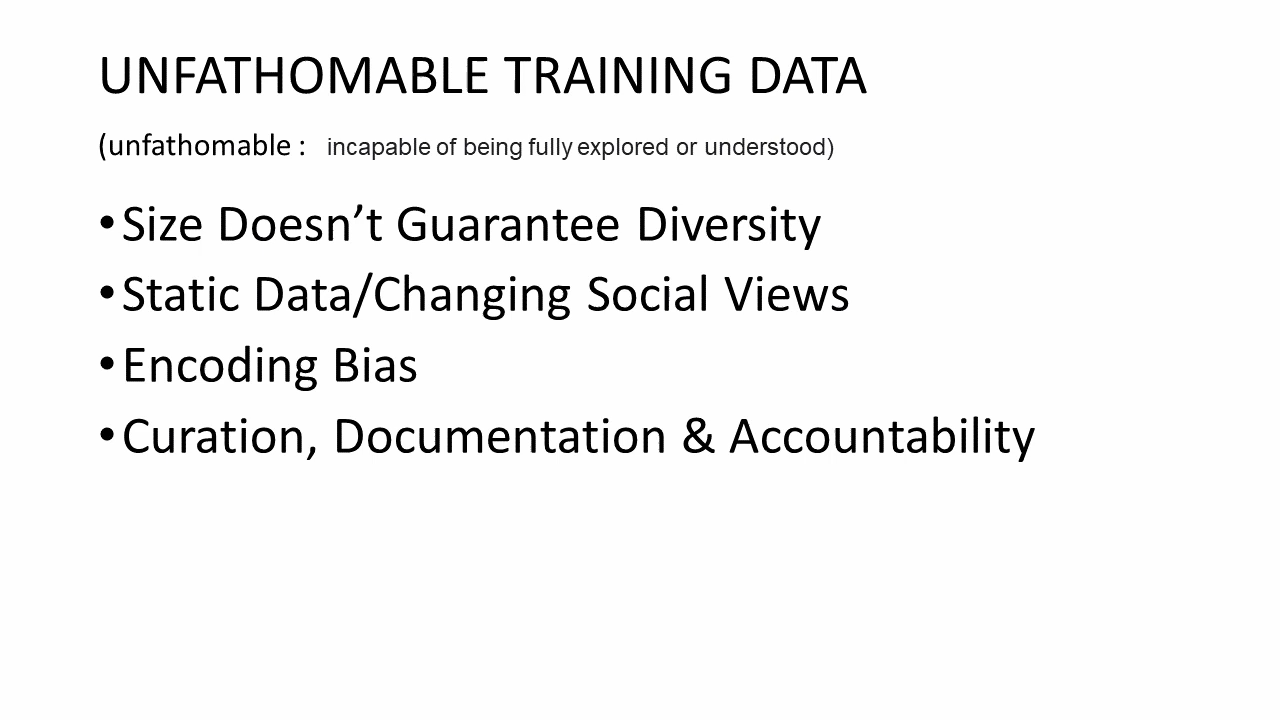 UNFATHOMABLE TRAINING DATA
(unfathomable : incapable of being fully explored or understood)
•Size Doesn’t Guarantee Diversity
•Static Data/Changing Social Views
•Encoding Bias
•Curation, Documentation & Accountability